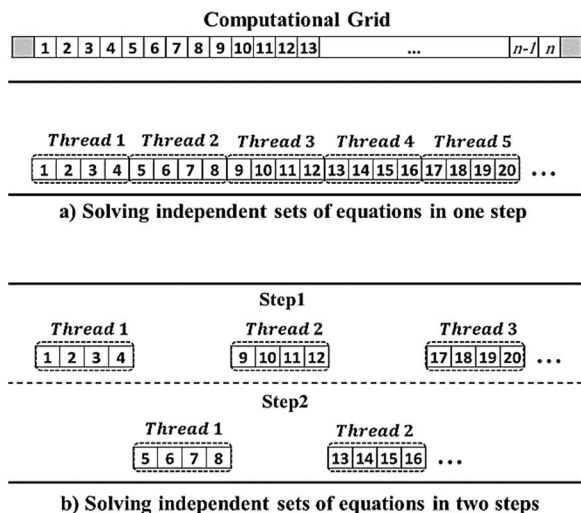 Computational Grid
1 2 3 4 5 6 7 8 9 10 11 12 13 ... n-1 n
Thread 1 Thread 2 Thread 3 Thread 4 Thread 5
1 2 3 4 5 6 7 8 9 10 11 12 13 14 15 16 17 18 19 20 ...
a) Solving independent sets of equations in one step
Step1
Thread 1 Thread 2 Thread 3
1 2 3 4 9 10 11 12 17 18 19 20 ...
Step2
Thread 1 Thread 2
5 6 7 8 13 14 15 16 ...
b) Solving independent sets of equations in two steps